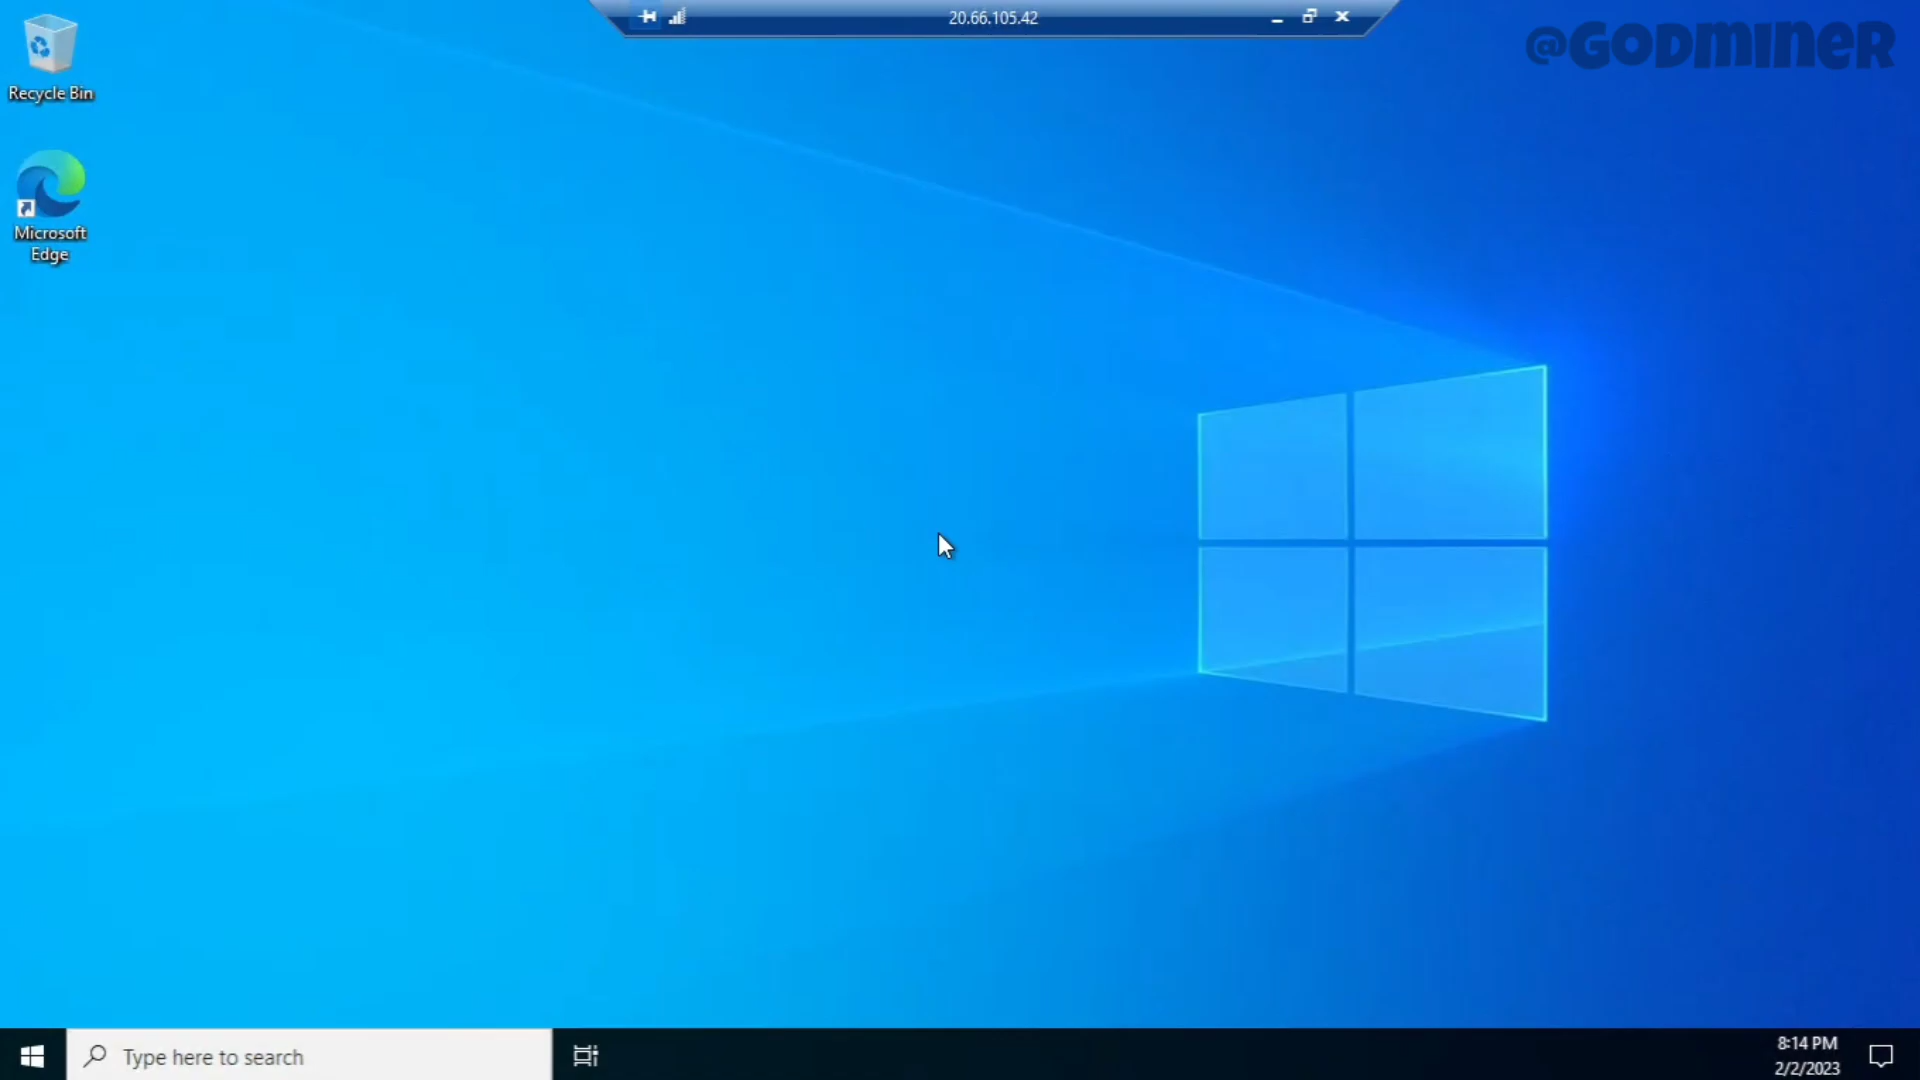 20.66.105.42
@GODMINER
Recycle Bin
Microsoft
Edge
Type here to search
8:14 PM
2/2/2023